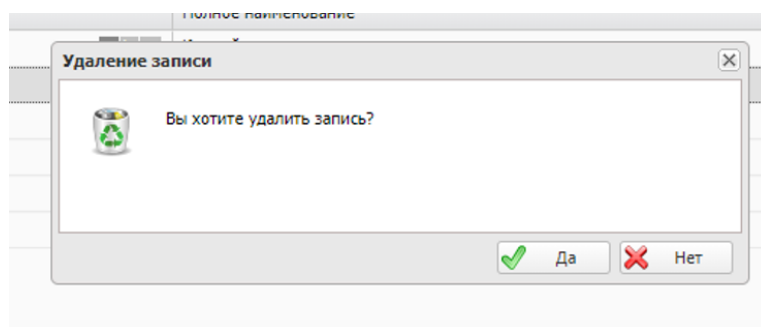 Полное наименование
Удаление записи
Вы хотите удалить запись?
Да
Нет